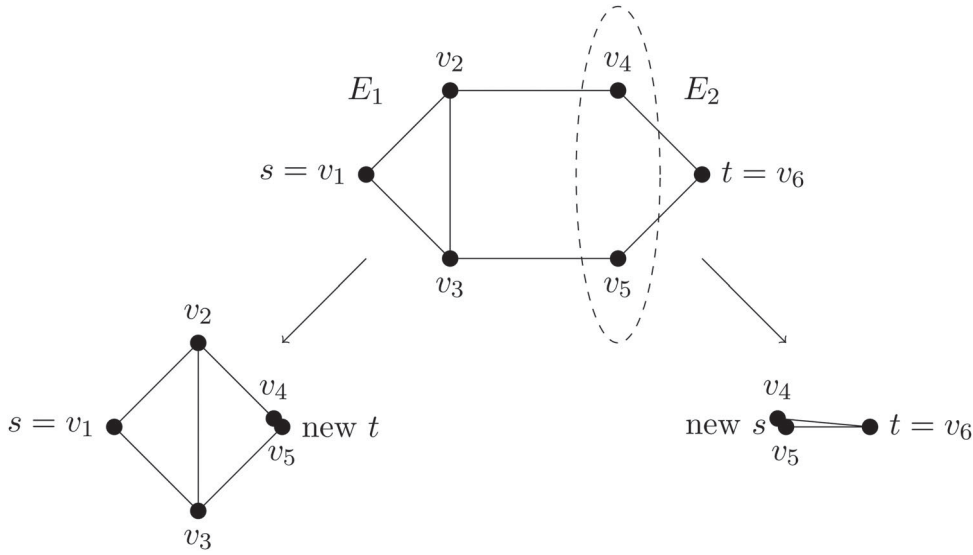 v₂ v₄
E₁ E₂
s = v₁ t = v₆
v₃ v₅
v₂
v₄ v₄
s = v₁ new t new s t = v₆
v₅ v₅
v₃